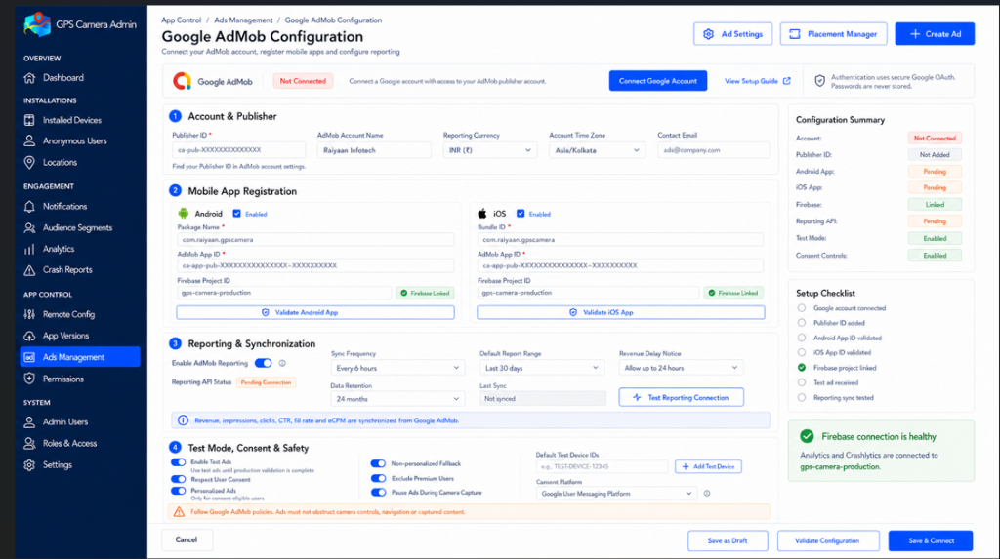 GPS Camera Admin
OVERVIEW
Dashboard
INSTALLATIONS
Installed Devices
Anonymous Users
Locations
ENGAGEMENT
Notifications
Audience Segments
Analytics
Crash Reports
APP CONTROL
Remote Config
App Versions
Ads Management
Permissions
SYSTEM
Admin Users
Roles & Access
Settings
App Control / Ads Management / Google AdMob Configuration
Google AdMob Configuration
Connect your AdMob account, register mobile apps and configure reporting
Ad Settings
Placement Manager
+ Create Ad
Google AdMob
Not Connected
Connect a Google account with access to your AdMob publisher account.
Connect Google Account
View Setup Guide
Authentication uses secure Google OAuth.
Passwords are never stored.
1 Account & Publisher
Publisher ID *
ca-pub-XXXXXXXXXXXXXX
Find your Publisher ID in AdMob account settings.
AdMob Account Name
Raiyaan Infotech
Reporting Currency
INR (₹)
Account Time Zone
Asia/Kolkata
Contact Email
ads@company.com
2 Mobile App Registration
Android
Enabled
Package Name *
com.raiyaan.gpscamera
AdMob App ID *
ca-app-pub-XXXXXXXXXXXXXXXX~XXXXXXXXXX
Firebase Project ID
gps-camera-production
Firebase Linked
Validate Android App
iOS
Enabled
Bundle ID *
com.raiyaan.gpscamera
AdMob App ID *
ca-app-pub-XXXXXXXXXXXXXXXX~XXXXXXXXXX
Firebase Project ID
gps-camera-production
Firebase Linked
Validate iOS App
3 Reporting & Synchronization
Enable AdMob Reporting
Reporting API Status
Pending Connection
Sync Frequency
Every 6 hours
Data Retention
24 months
Default Report Range
Last 30 days
Last Sync
Not synced
Revenue Delay Notice
Allow up to 24 hours
Test Reporting Connection
Revenue, impressions, clicks, CTR, fill rate and eCPM are synchronized from Google AdMob.
4 Test Mode, Consent & Safety
Enable Test Ads
Use test ads until production validation is complete
Respect User Consent
Personalized Ads
Only for consent-eligible users
Non-personalized Fallback
Exclude Premium Users
Pause Ads During Camera Capture
Default Test Device IDs
e.g., TEST-DEVICE-12345
+ Add Test Device
Consent Platform
Google User Messaging Platform
Follow Google AdMob policies. Ads must not obstruct camera controls, navigation or captured content.
Cancel
Save as Draft
Validate Configuration
Save & Connect
Configuration Summary
Account: Not Connected
Publisher ID: Not Added
Android App: Pending
iOS App: Pending
Firebase: Linked
Reporting API: Pending
Test Mode: Enabled
Consent Controls: Enabled
Setup Checklist
Google account connected
Publisher ID added
Android App ID validated
iOS App ID validated
Firebase project linked
Test ad received
Reporting sync tested
Firebase connection is healthy
Analytics and Crashlytics are connected to
gps-camera-production.